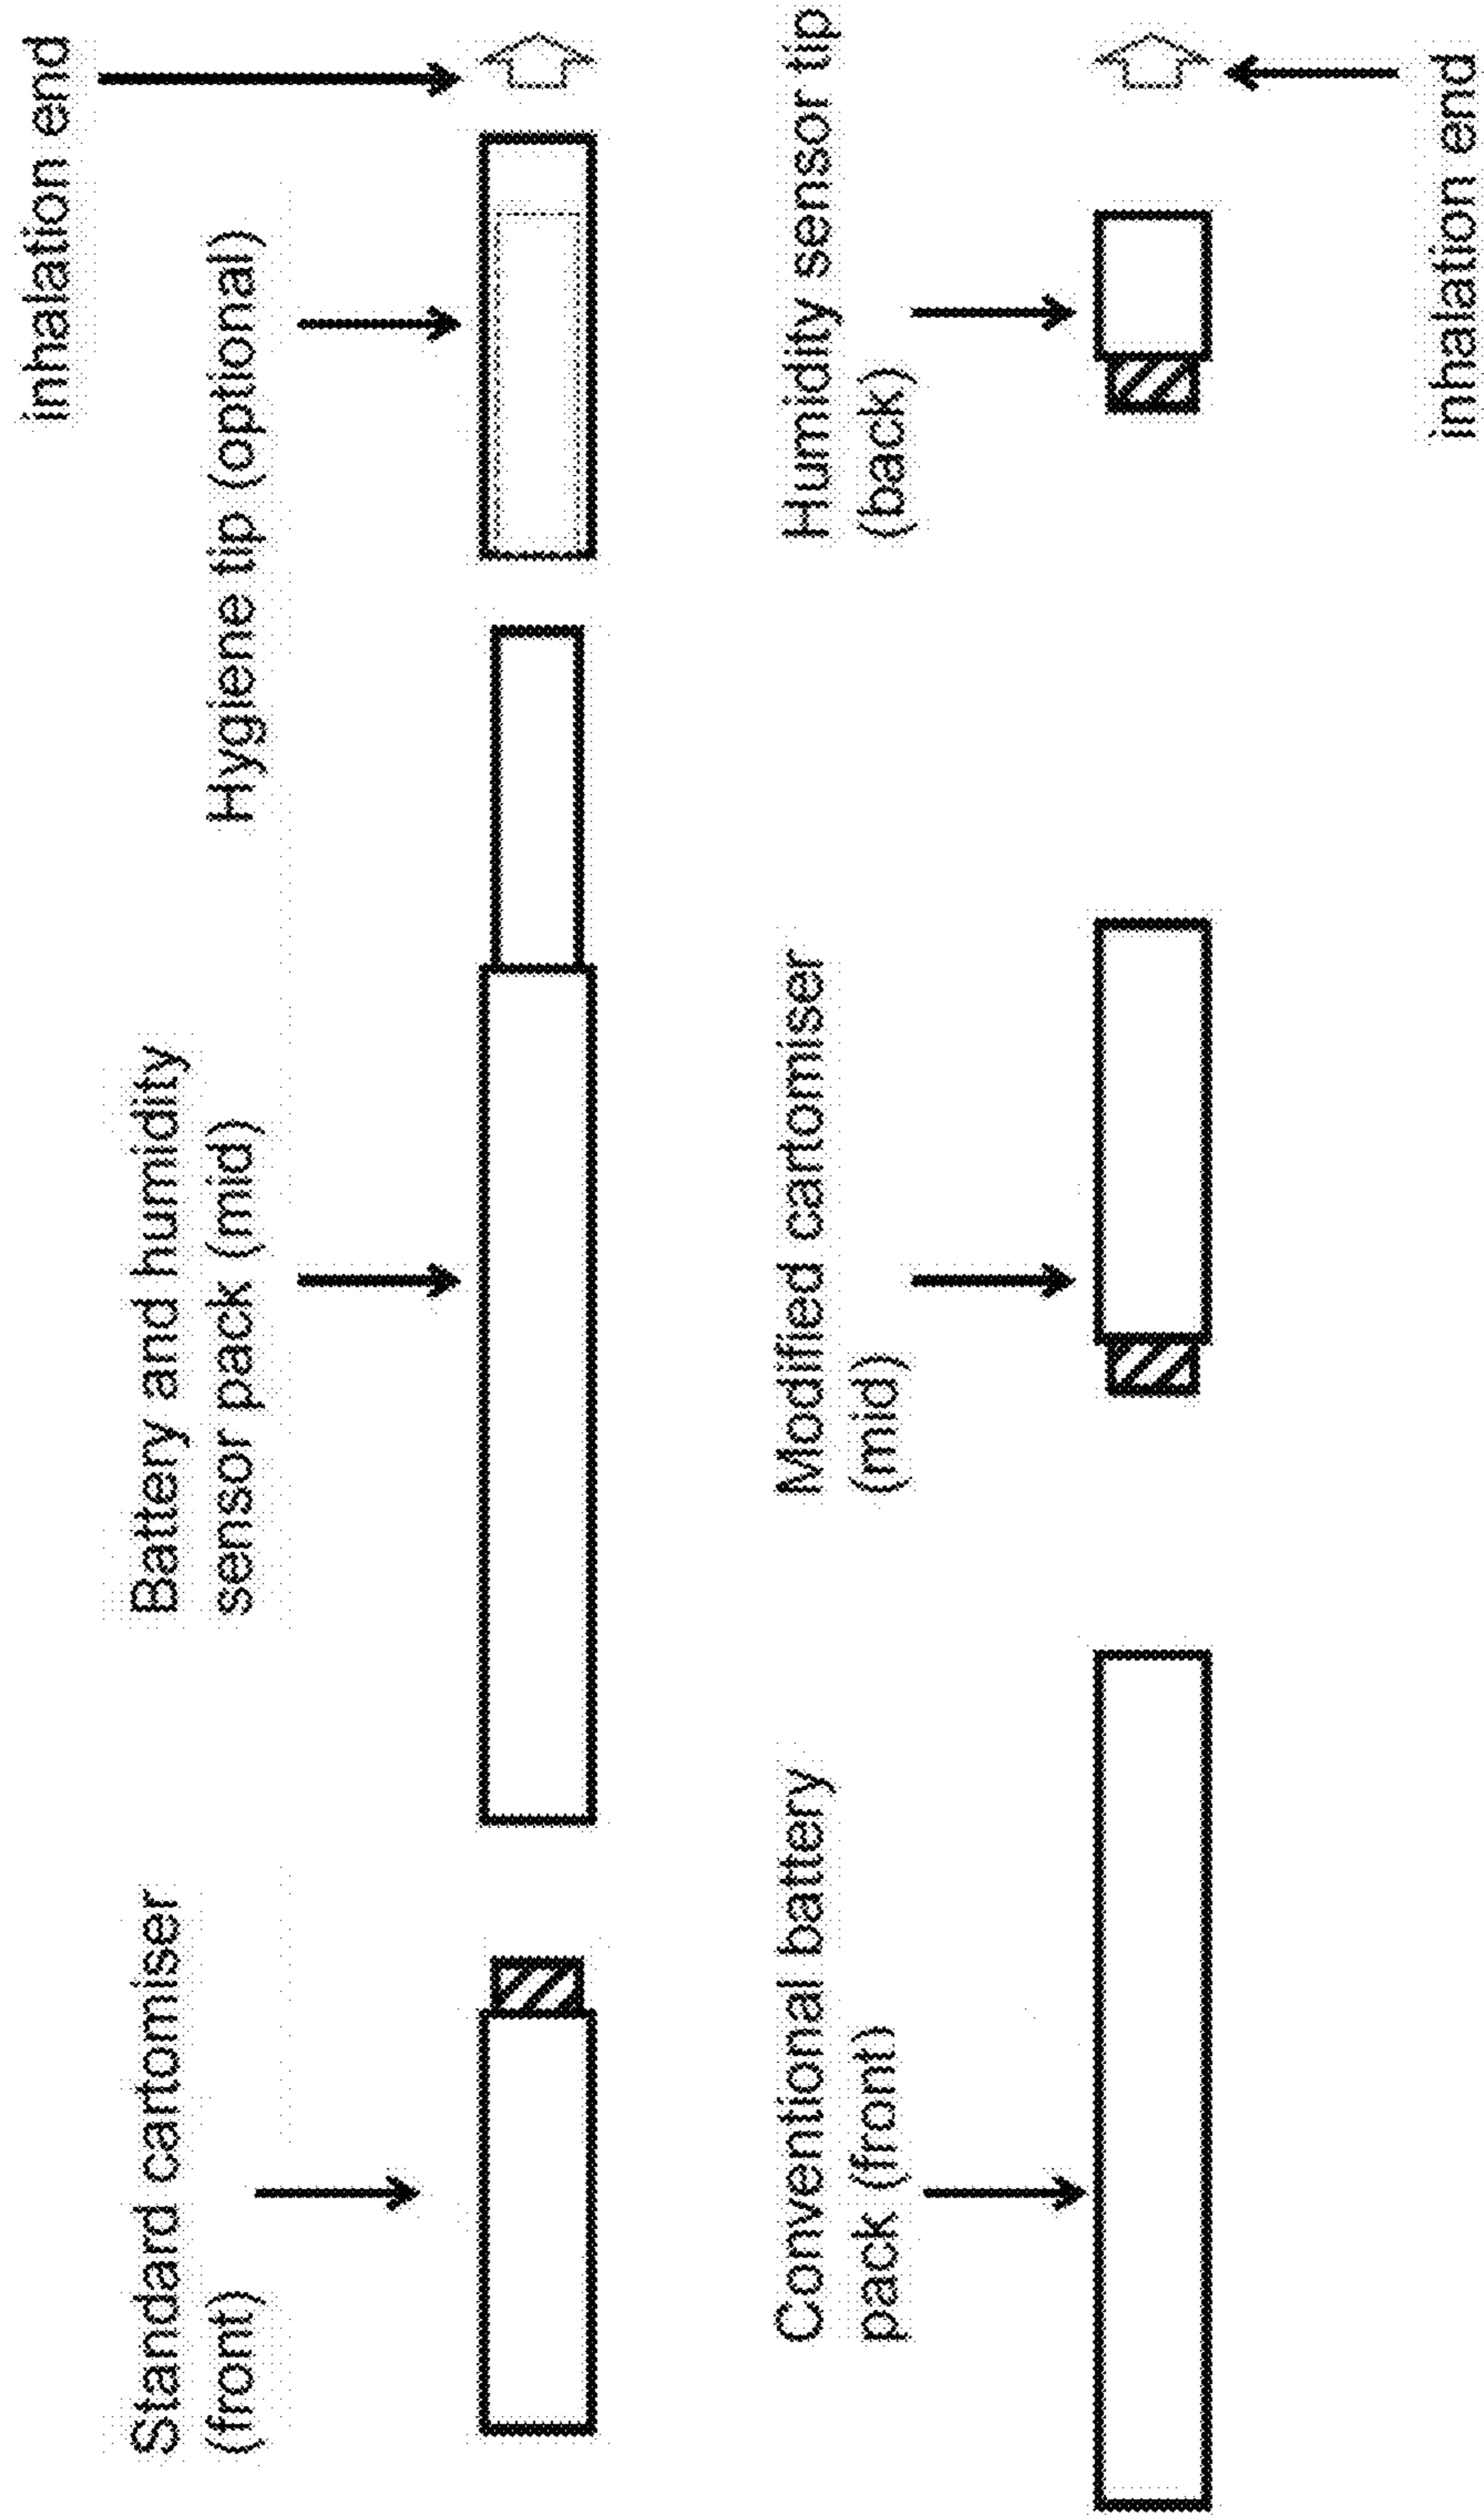 inhalation end
Standard cartomiser
(front)
Battery and humidity
sensor pack (mid)
Hygiene tip (optional)
Conventional battery
pack (front)
Modified cartomiser
(mid)
Humidity sensor tip
(back)
inhalation end